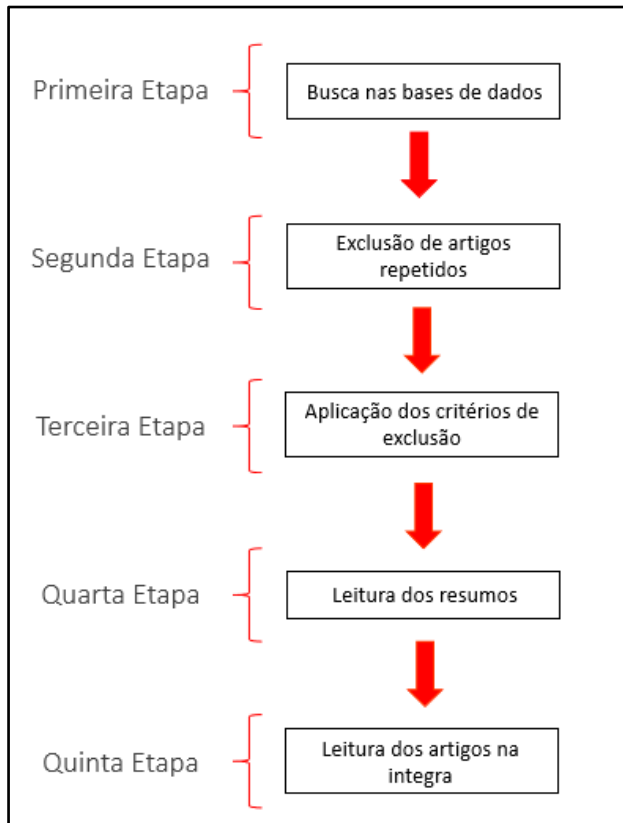 Primeira Etapa
Busca nas bases de dados
Segunda Etapa
Exclusão de artigos
repetidos
Terceira Etapa
Aplicação dos critérios de
exclusão
Quarta Etapa
Leitura dos resumos
Quinta Etapa
Leitura dos artigos na
integra